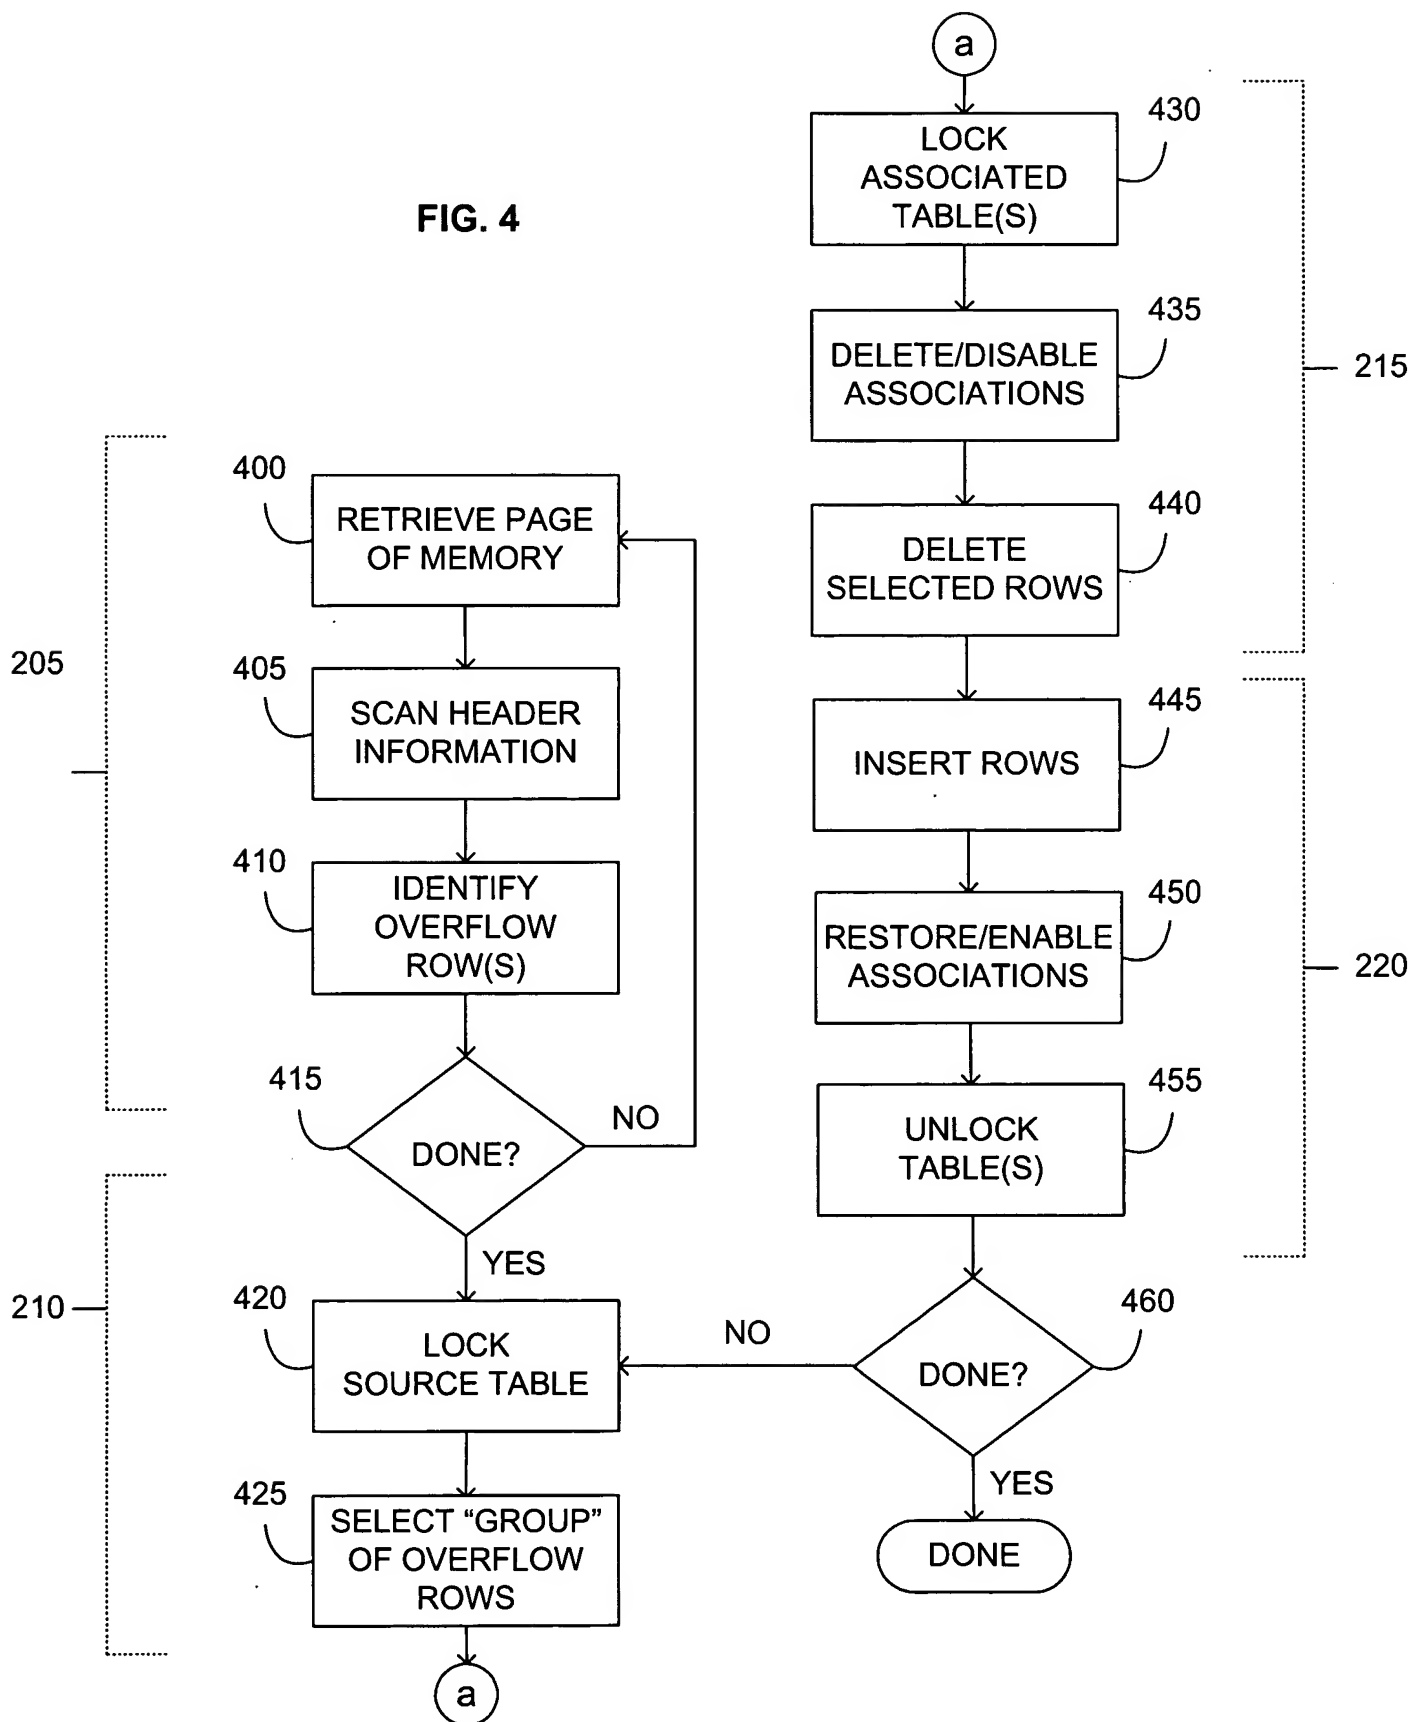 FIG. 4
205
400
RETRIEVE PAGE
OF MEMORY
405
SCAN HEADER
INFORMATION
410
IDENTIFY
OVERFLOW
ROW(S)
415
DONE?
NO
YES
210
420
LOCK
SOURCE TABLE
425
SELECT “GROUP”
OF OVERFLOW
ROWS
a
a
430
LOCK
ASSOCIATED
TABLE(S)
435
DELETE/DISABLE
ASSOCIATIONS
215
440
DELETE
SELECTED ROWS
445
INSERT ROWS
450
RESTORE/ENABLE
ASSOCIATIONS
220
455
UNLOCK
TABLE(S)
460
DONE?
NO
YES
DONE